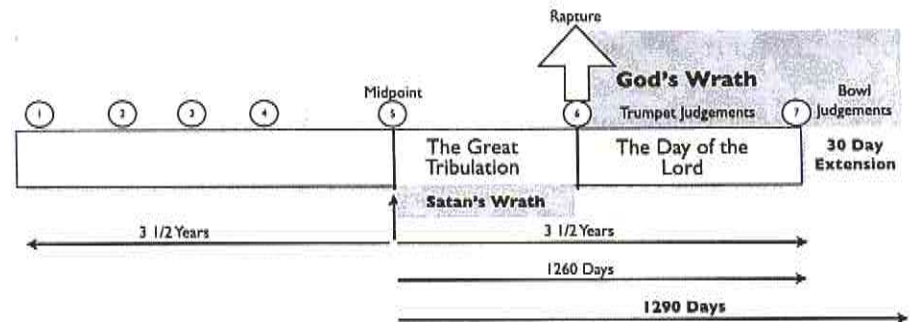 Rapture
God's Wrath
Midpoint
Bowl
Judgements
1
2
3
4
5
6
Trumpet Judgements
7
The Great
Tribulation
The Day of the
Lord
30 Day
Extension
Satan's Wrath
3 1/2 Years
3 1/2 Years
1260 Days
1290 Days